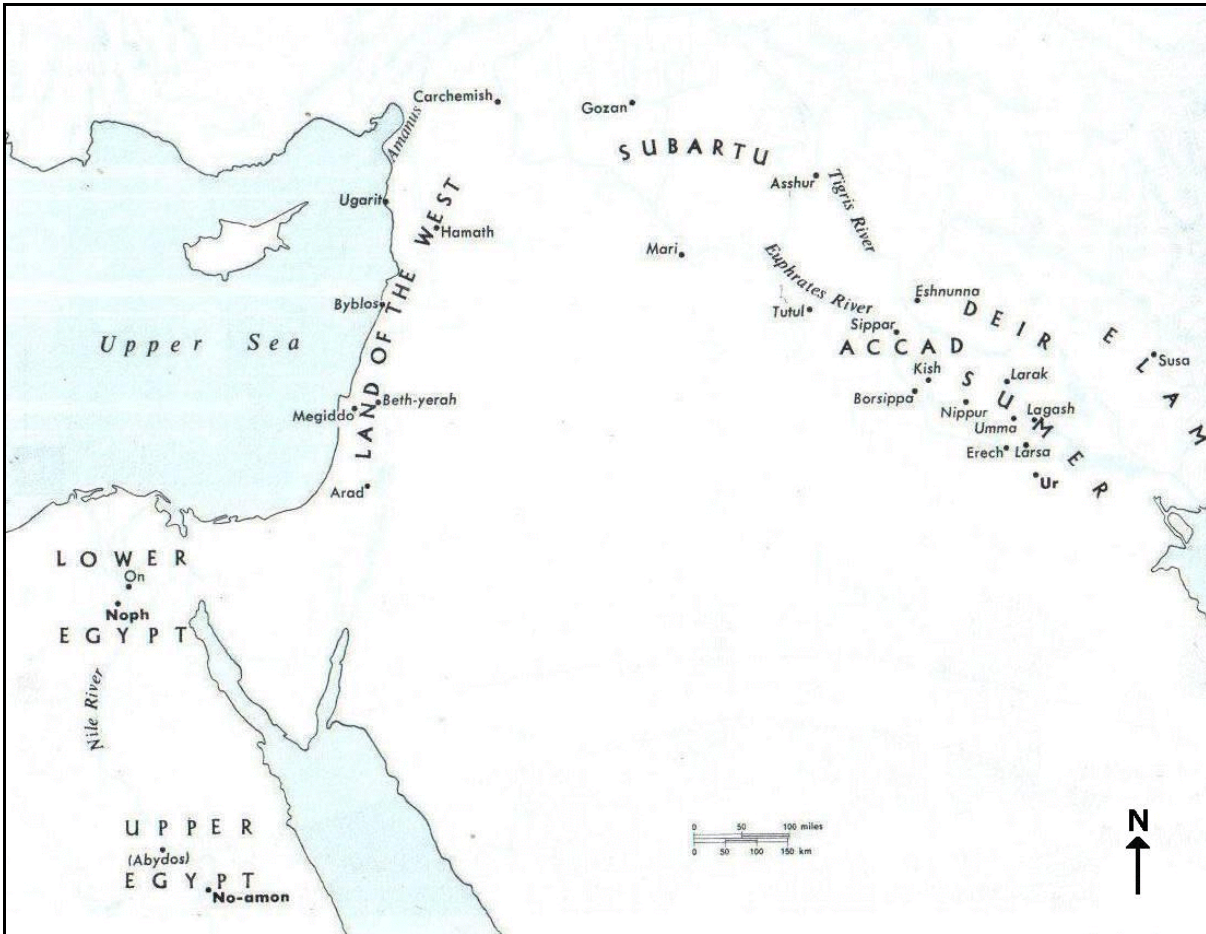 Carchemish
Gozan
Amanus
SUBARTU
Asshur
Tigris River
Ugarit
LAND OF THE WEST
Hamath
Mari
Euphrates River
Byblos
Tutul
Eshnunna
DEIR
ELAM
Sippar
Upper Sea
ACCAD
Susa
Kish
SUMER
Larak
Borsippa
Beth-yerah
Megiddo
Nippur
Lagash
Umma
Erech
Larsa
Arad
Ur
LOWER
On
Noph
EGYPT
Nile River
UPPER
(Abydos)
EGYPT
No-amon
0 50 100 miles
0 50 100 150 km
N